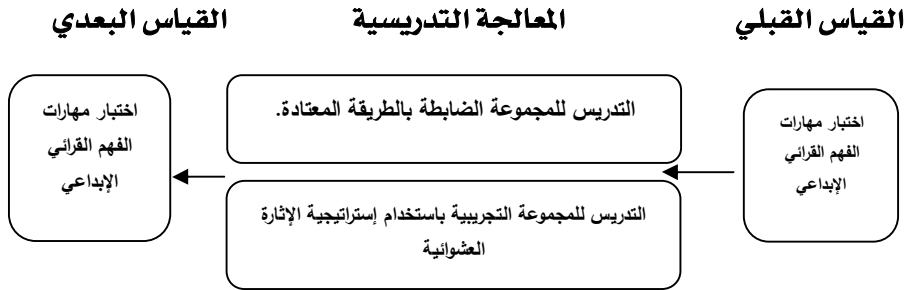 القياس القبلي
المعالجة التدريسية
القياس البعدي
اختبار مهارات
الفهم القرائي
الإبداعي
التدريس للمجموعة الضابطة بالطريقة المعتادة.
التدريس للمجموعة التجريبية باستخدام إستراتيجية الإثارة
العشوائية
اختبار مهارات
الفهم القرائي
الإبداعي